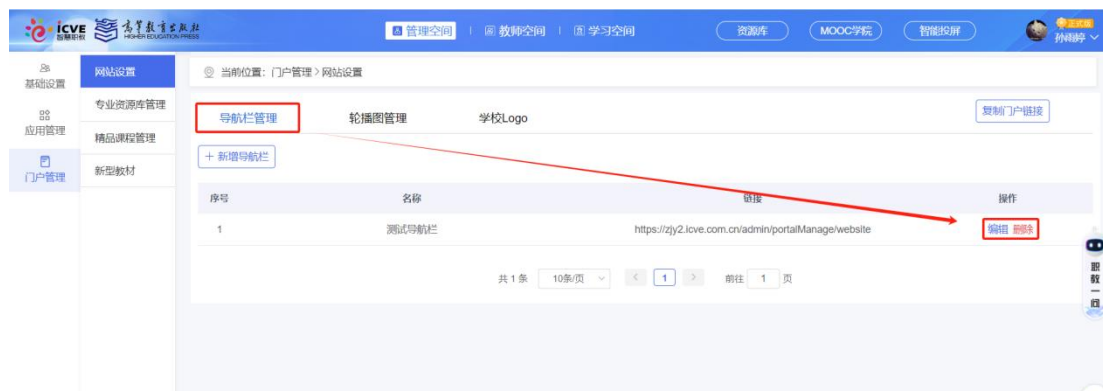 icve 智慧职教 高等教育出版社 HIGHER EDUCATION PRESS 管理空间 教师空间 学习空间 资源库 MOOC学院 智能投屏 正式版
孙雨婷
基础设置
应用管理
门户管理
网站设置
专业资源库管理
精品课程管理
新型教材
当前位置：门户管理 > 网站设置
导航栏管理 轮播图管理 学校Logo 复制门户链接
+ 新增导航栏
序号 名称 链接 操作
1 测试导航栏 https://zjy2.icve.com.cn/admin/portalManage/website 编辑 删除
共 1 条 10条/页 < 1 > 前往 1 页
职教一问